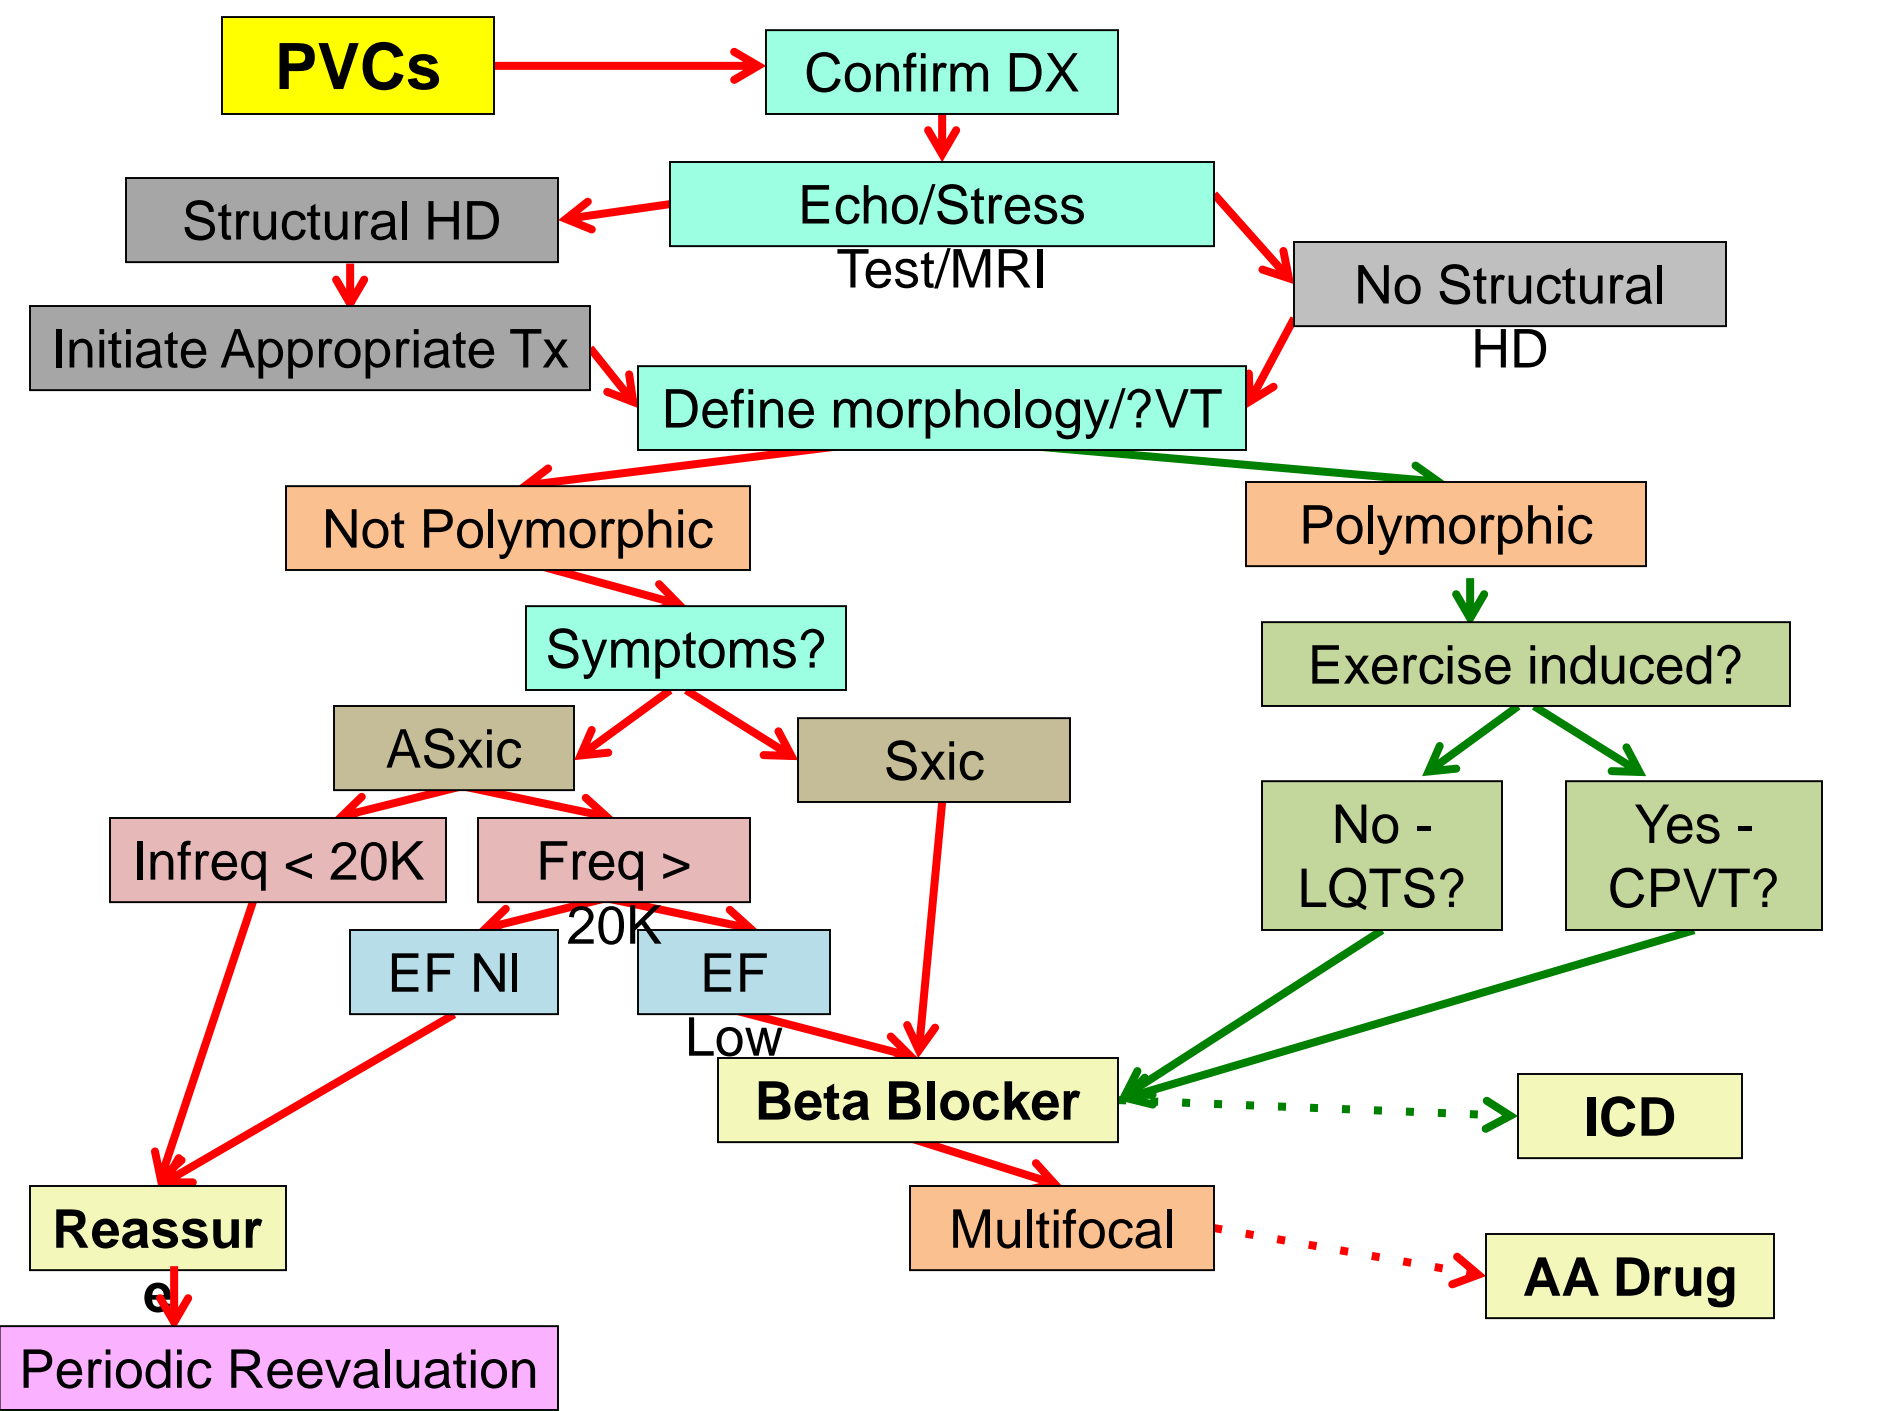 PVCs
Confirm DX
Echo/Stress
Test/MRI
Structural HD
No Structural
HD
Initiate Appropriate Tx
Define morphology/?VT
Not Polymorphic
Polymorphic
Symptoms?
Exercise induced?
ASxic
Sxic
No -
LQTS?
Yes -
CPVT?
Infreq < 20K
Freq >
20K
EF Nl
EF
Low
Beta Blocker
ICD
Reassur
e
Multifocal
AA Drug
Periodic Reevaluation